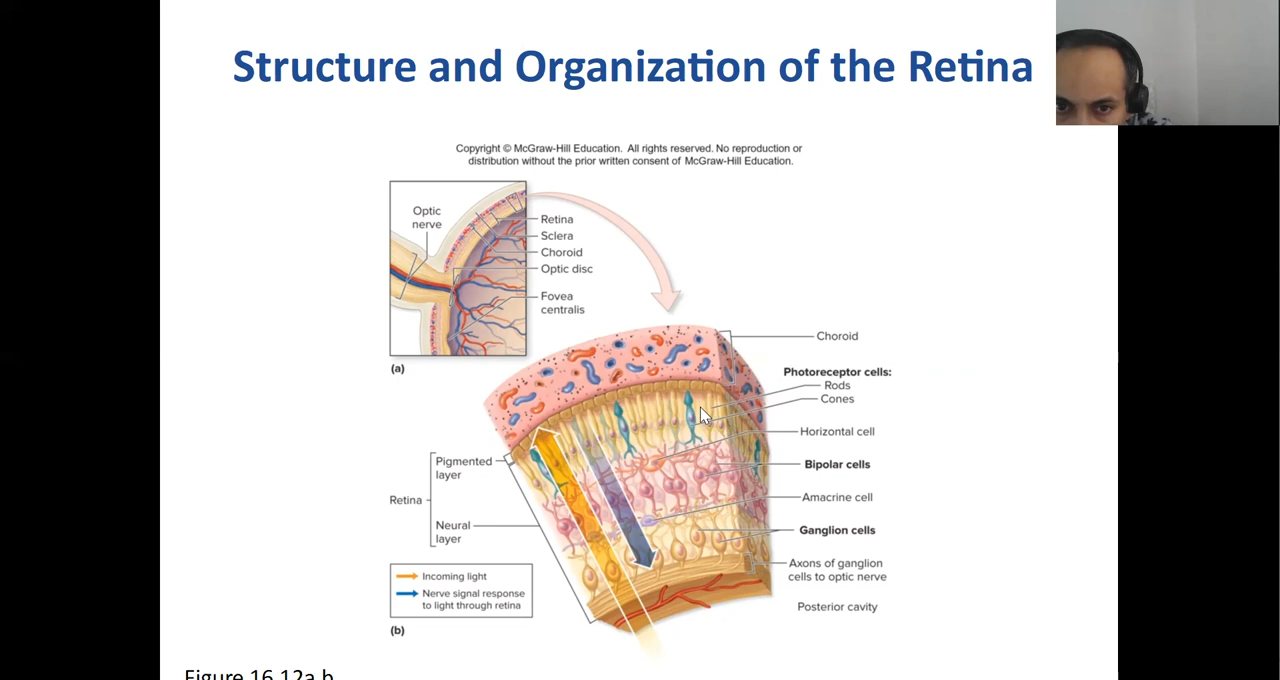 Structure and Organization of the Retina
Copyright © McGraw-Hill Education. All rights reserved. No reproduction or
distribution without the prior written consent of McGraw-Hill Education.
Optic
nerve
Retina
Sclera
Choroid
Optic disc
Fovea
centralis
(a)
Choroid
Photoreceptor cells:
Rods
Cones
Horizontal cell
Bipolar cells
Amacrine cell
Ganglion cells
Axons of ganglion
cells to optic nerve
Posterior cavity
Pigmented
layer
Retina
Neural
layer
Incoming light
Nerve signal response
to light through retina
(b)
Figure 16.12a,b